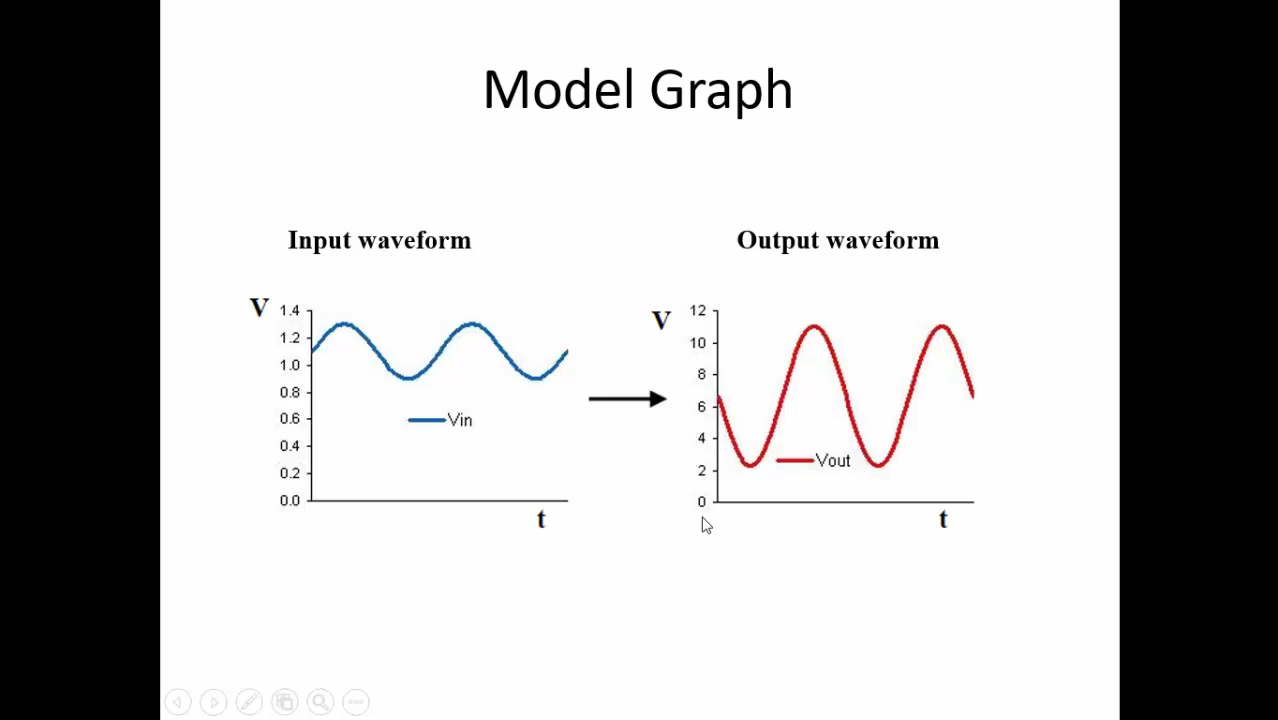 Model Graph
Input waveform
Output waveform
V
1.4
1.2
1.0
0.8
0.6
0.4
0.2
0.0
Vin
t
V
12
10
8
6
4
2
0
Vout
t